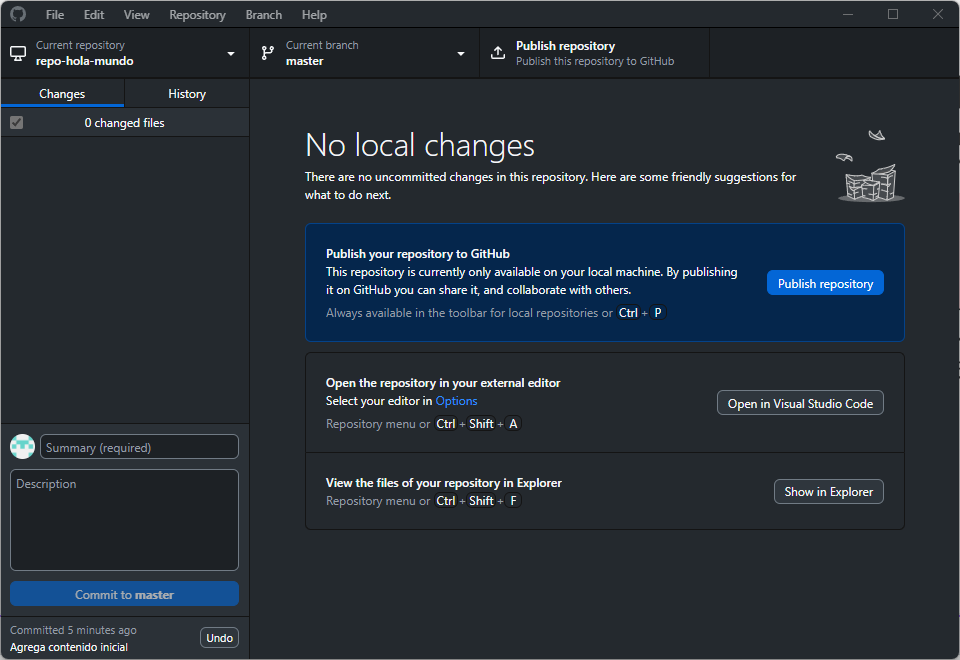 File Edit View Repository Branch Help
Current repository
repo-hola-mundo
Current branch
master
Publish repository
Publish this repository to GitHub
Changes History
0 changed files
No local changes
There are no uncommitted changes in this repository. Here are some friendly suggestions for
what to do next.
Publish your repository to GitHub
This repository is currently only available on your local machine. By publishing
it on GitHub you can share it, and collaborate with others.
Always available in the toolbar for local repositories or Ctrl + P
Publish repository
Open the repository in your external editor
Select your editor in Options
Repository menu or Ctrl + Shift + A
Open in Visual Studio Code
View the files of your repository in Explorer
Repository menu or Ctrl + Shift + F
Show in Explorer
Summary (required)
Description
Commit to master
Committed 5 minutes ago
Agrega contenido inicial
Undo